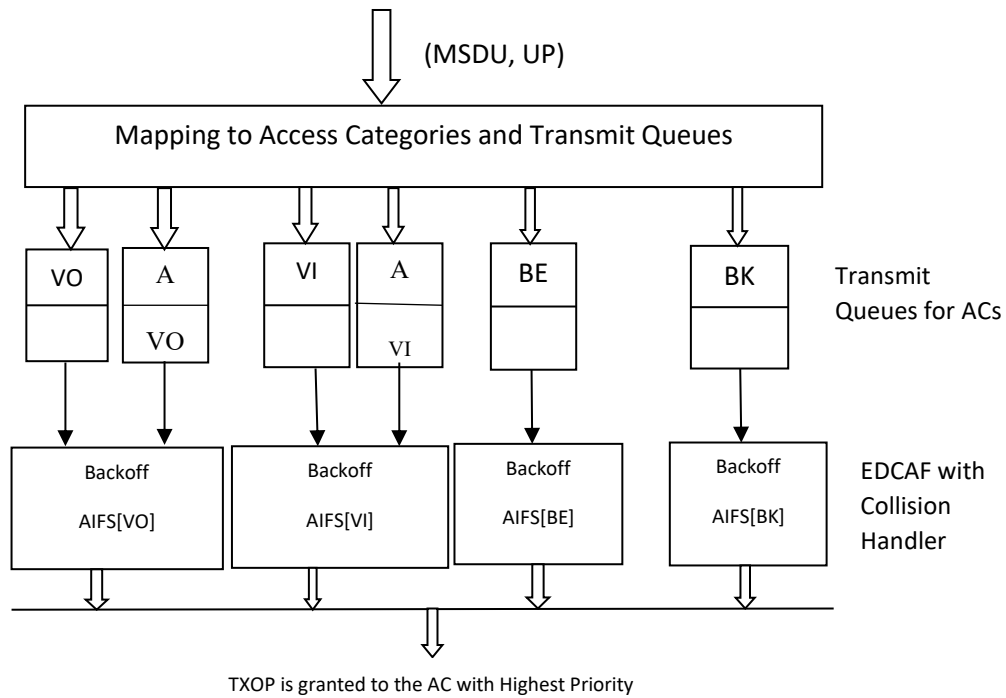 (MSDU, UP)
Mapping to Access Categories and Transmit Queues
VO
A
VO
VI
A
VI
BE
BK
Transmit
Queues for ACs
Backoff
AIFS[VO]
Backoff
AIFS[VI]
Backoff
AIFS[BE]
Backoff
AIFS[BK]
EDCAF with
Collision
Handler
TXOP is granted to the AC with Highest Priority